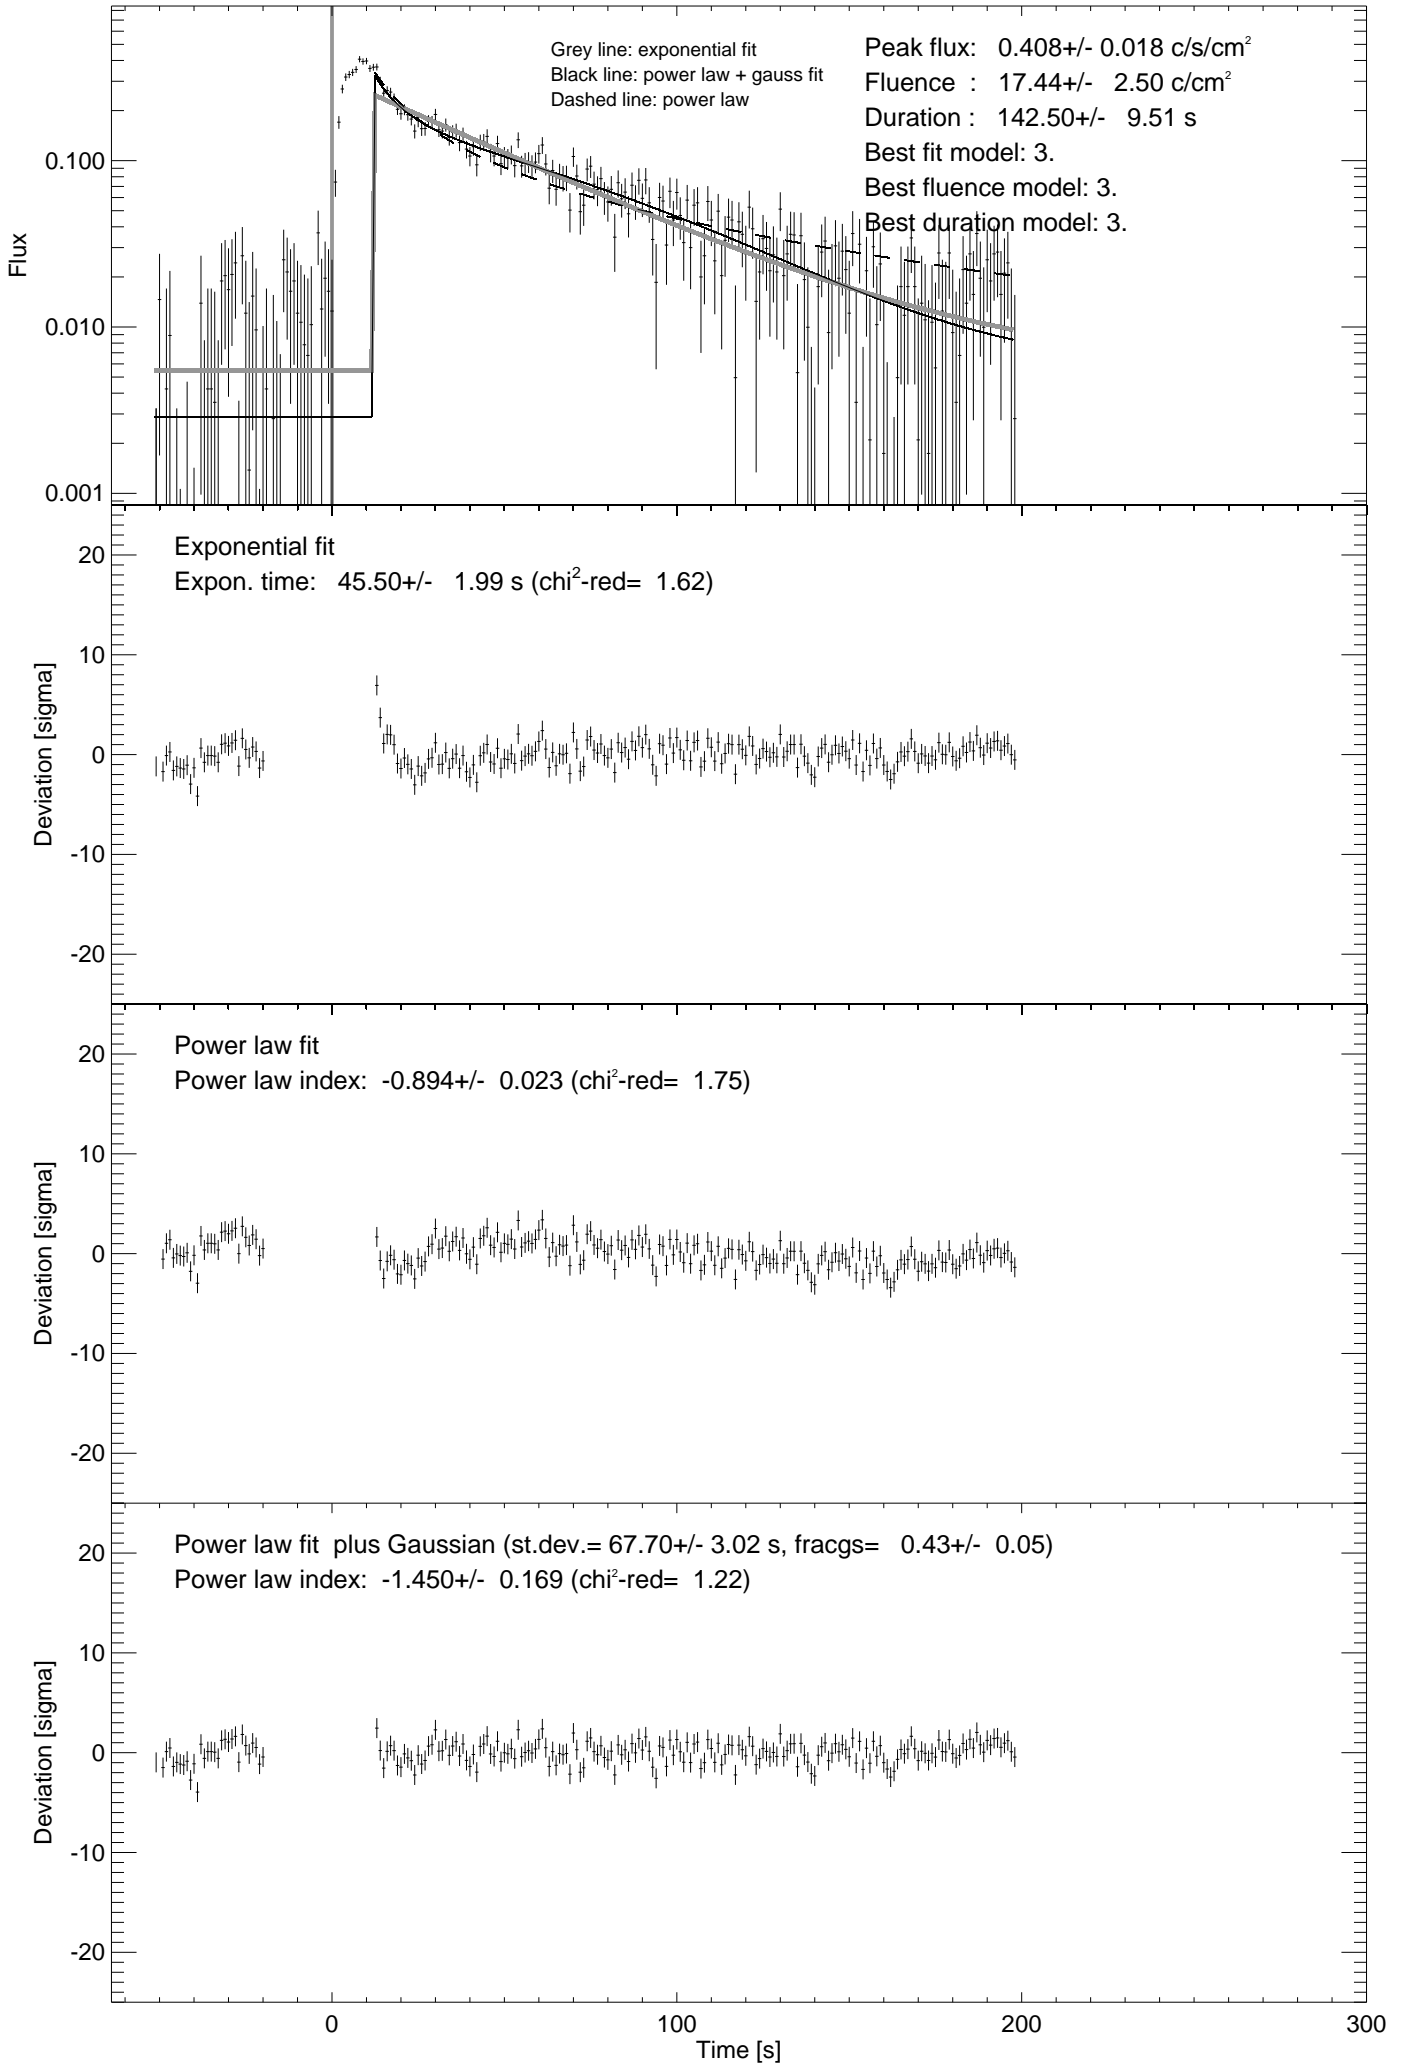 Grey line: exponential fit
Black line: power law + gauss fit
Dashed line: power law
Peak flux: 0.408+/- 0.018 c/s/cm²
Fluence : 17.44+/- 2.50 c/cm²
Duration : 142.50+/- 9.51 s
Best fit model: 3.
Best fluence model: 3.
Best duration model: 3.
Flux
0.100
0.010
0.001
Exponential fit
Expon. time: 45.50+/- 1.99 s (chi²-red= 1.62)
Deviation [sigma]
20
10
0
-10
-20
Power law fit
Power law index: -0.894+/- 0.023 (chi²-red= 1.75)
Deviation [sigma]
20
10
0
-10
-20
Power law fit plus Gaussian (st.dev.= 67.70+/- 3.02 s, fracgs= 0.43+/- 0.05)
Power law index: -1.450+/- 0.169 (chi²-red= 1.22)
Deviation [sigma]
20
10
0
-10
-20
0 100 200 300
Time [s]